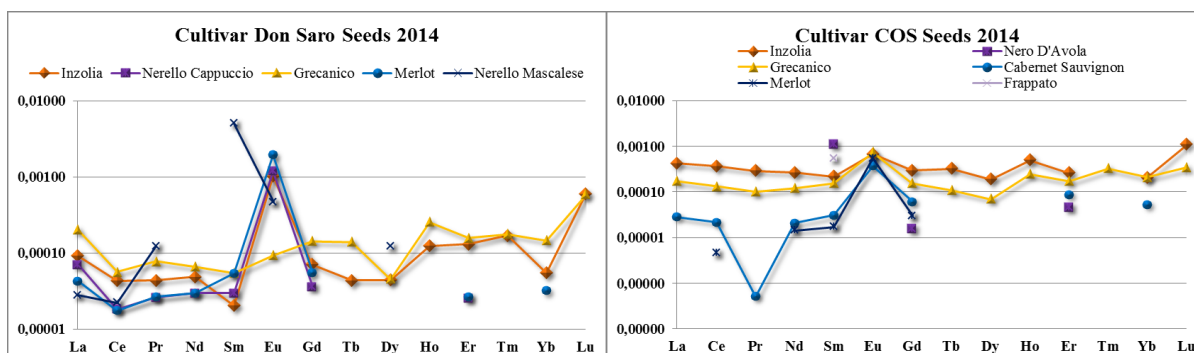 Cultivar Don Saro Seeds 2014
Inzolia Nerello Cappuccio Grecanico Merlot Nerello Mascalese
0,01000
0,00100
0,00010
0,00001
La Ce Pr Nd Sm Eu Gd Tb Dy Ho Er Tm Yb Lu
Cultivar COS Seeds 2014
Inzolia Nero D'Avola
Grecanico Cabernet Sauvignon
Merlot Frappato
0,01000
0,00100
0,00010
0,00001
0,00000
0,00000
La Ce Pr Nd Sm Eu Gd Tb Dy Ho Er Tm Yb Lu